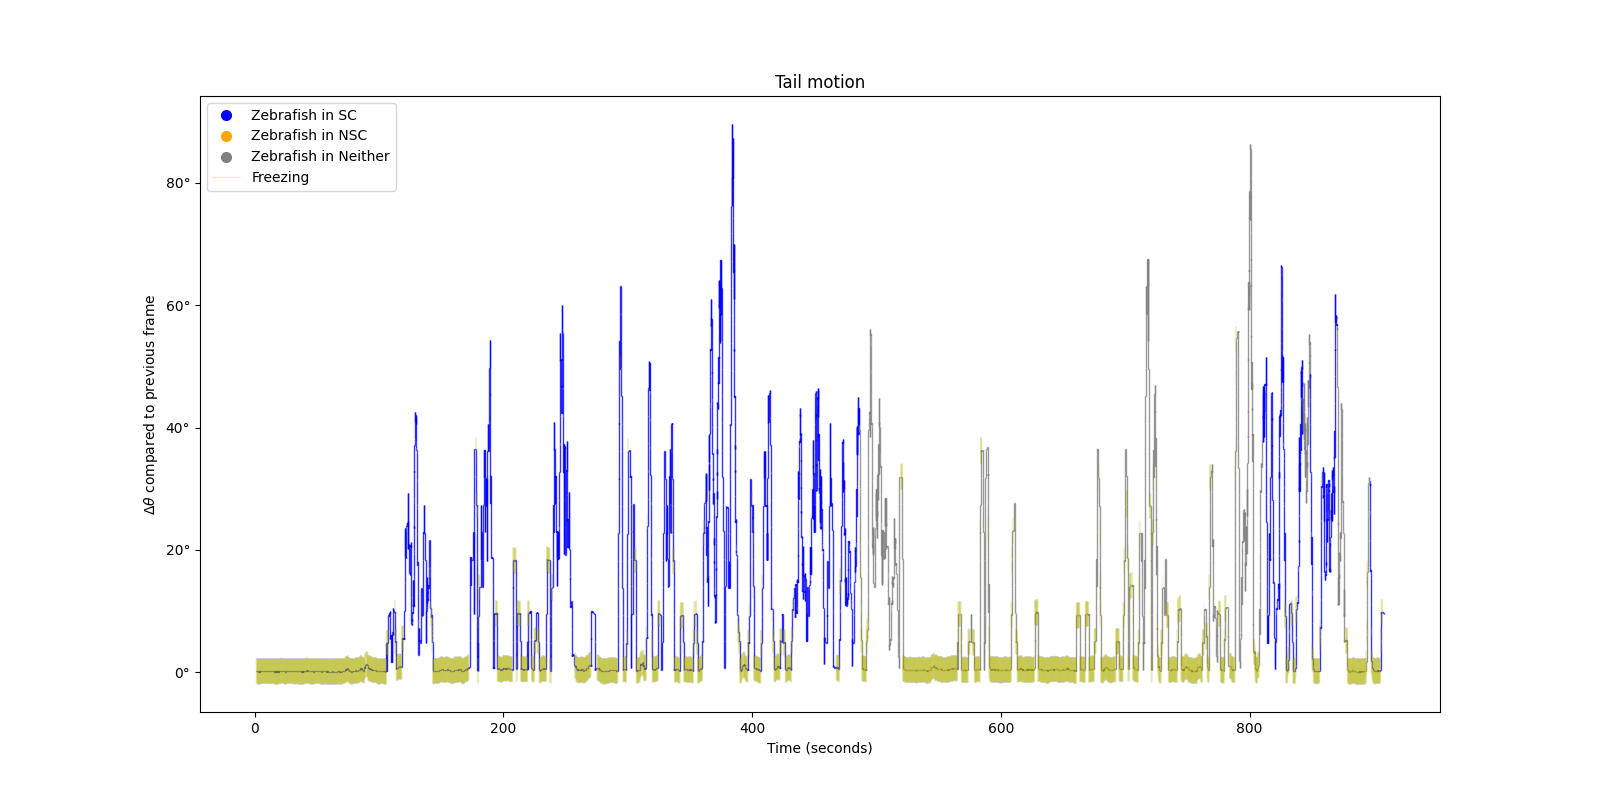 Tail motion
Zebrafish in SC
Zebrafish in NSC
Zebrafish in Neither
Freezing
80°
60°
40°
20°
0°
Δθ compared to previous frame
0 200 400 600 800
Time (seconds)